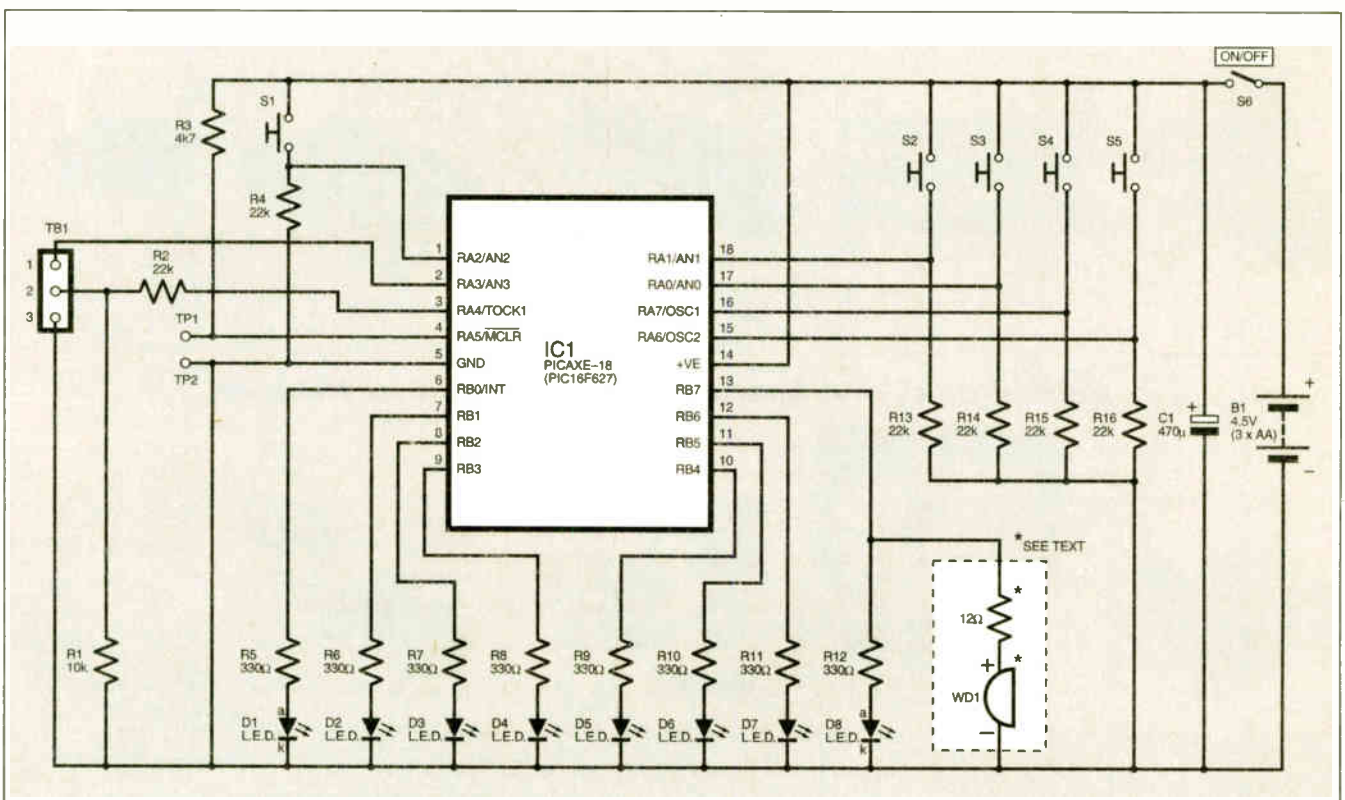 ON/OFF
S6
S1
R3
4k7
S2
S3
S4
S5
R4
22k
TB1
1
2
3
R2
22k
TP1
TP2
1
2
3
4
5
6
7
8
9
RA2/AN2
RA3/AN3
RA4/TOCK1
RA5/MCLR
GND
RB0/INT
RB1
RB2
RB3
IC1
PICAXE-18
(PIC16F627)
RA1/AN1
RA0/AN0
RA7/OSC1
RA6/OSC2
+VE
RB7
RB6
RB5
RB4
18
17
16
15
14
13
12
11
10
R13
22k
R14
22k
R15
22k
R16
22k
+
C1
470μ
+
B1
4.5V
(3 x AA)
−
*SEE TEXT
*
12Ω
+
*
WD1
−
R1
10k
R5
330Ω
R6
330Ω
R7
330Ω
R8
330Ω
R9
330Ω
R10
330Ω
R11
330Ω
R12
330Ω
a
D1
L.E.D.
k
D2
L.E.D.
D3
L.E.D.
D4
L.E.D.
D5
L.E.D.
D6
L.E.D.
D7
L.E.D.
a
D8
L.E.D.
k